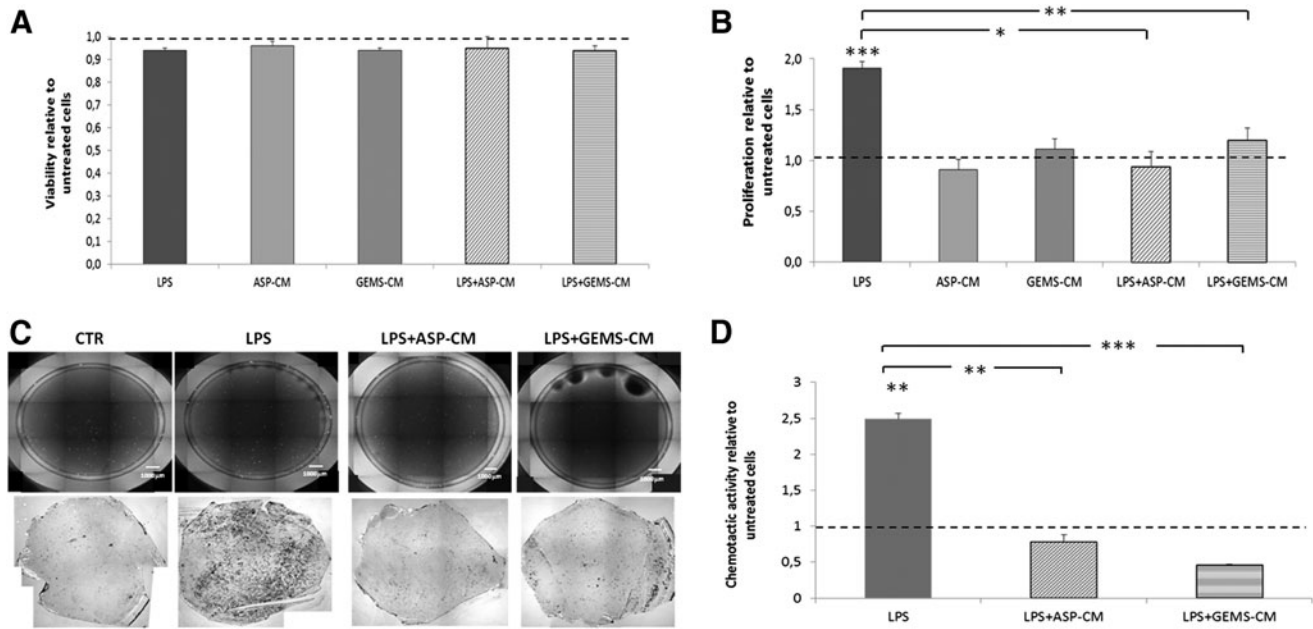 A
Viability relative to
untreated cells
1,0
0,9
0,8
0,7
0,6
0,5
0,4
0,3
0,2
0,1
0,0
LPS ASP-CM GEMS-CM LPS+ASP-CM LPS+GEMS-CM
B
Proliferation relative to
untreated cells
**
*
***
2,0
1,5
1,0
0,5
0,0
LPS ASP-CM GEMS-CM LPS+ASP-CM LPS+GEMS-CM
C
CTR LPS LPS+ASP-CM LPS+GEMS-CM
1000µm 1000µm 1000µm 1000µm
D
Chemotactic activity relative to
untreated cells
***
**
**
3
2,5
2
1,5
1
0,5
0
LPS LPS+ASP-CM LPS+GEMS-CM